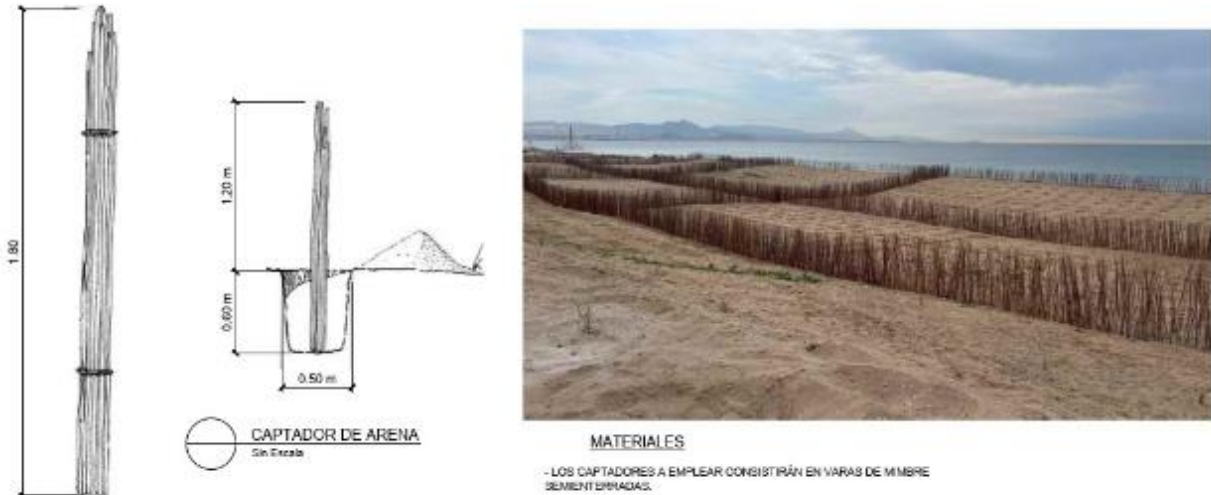 1.80
1.20 m
0.60 m
0.50 m
CAPTADOR DE ARENA
Sin Escala
MATERIALES
- LOS CAPTADORES A EMPLEAR CONSISTIRÁN EN VARAS DE MIMBRE
SEMIENTERRADAS.